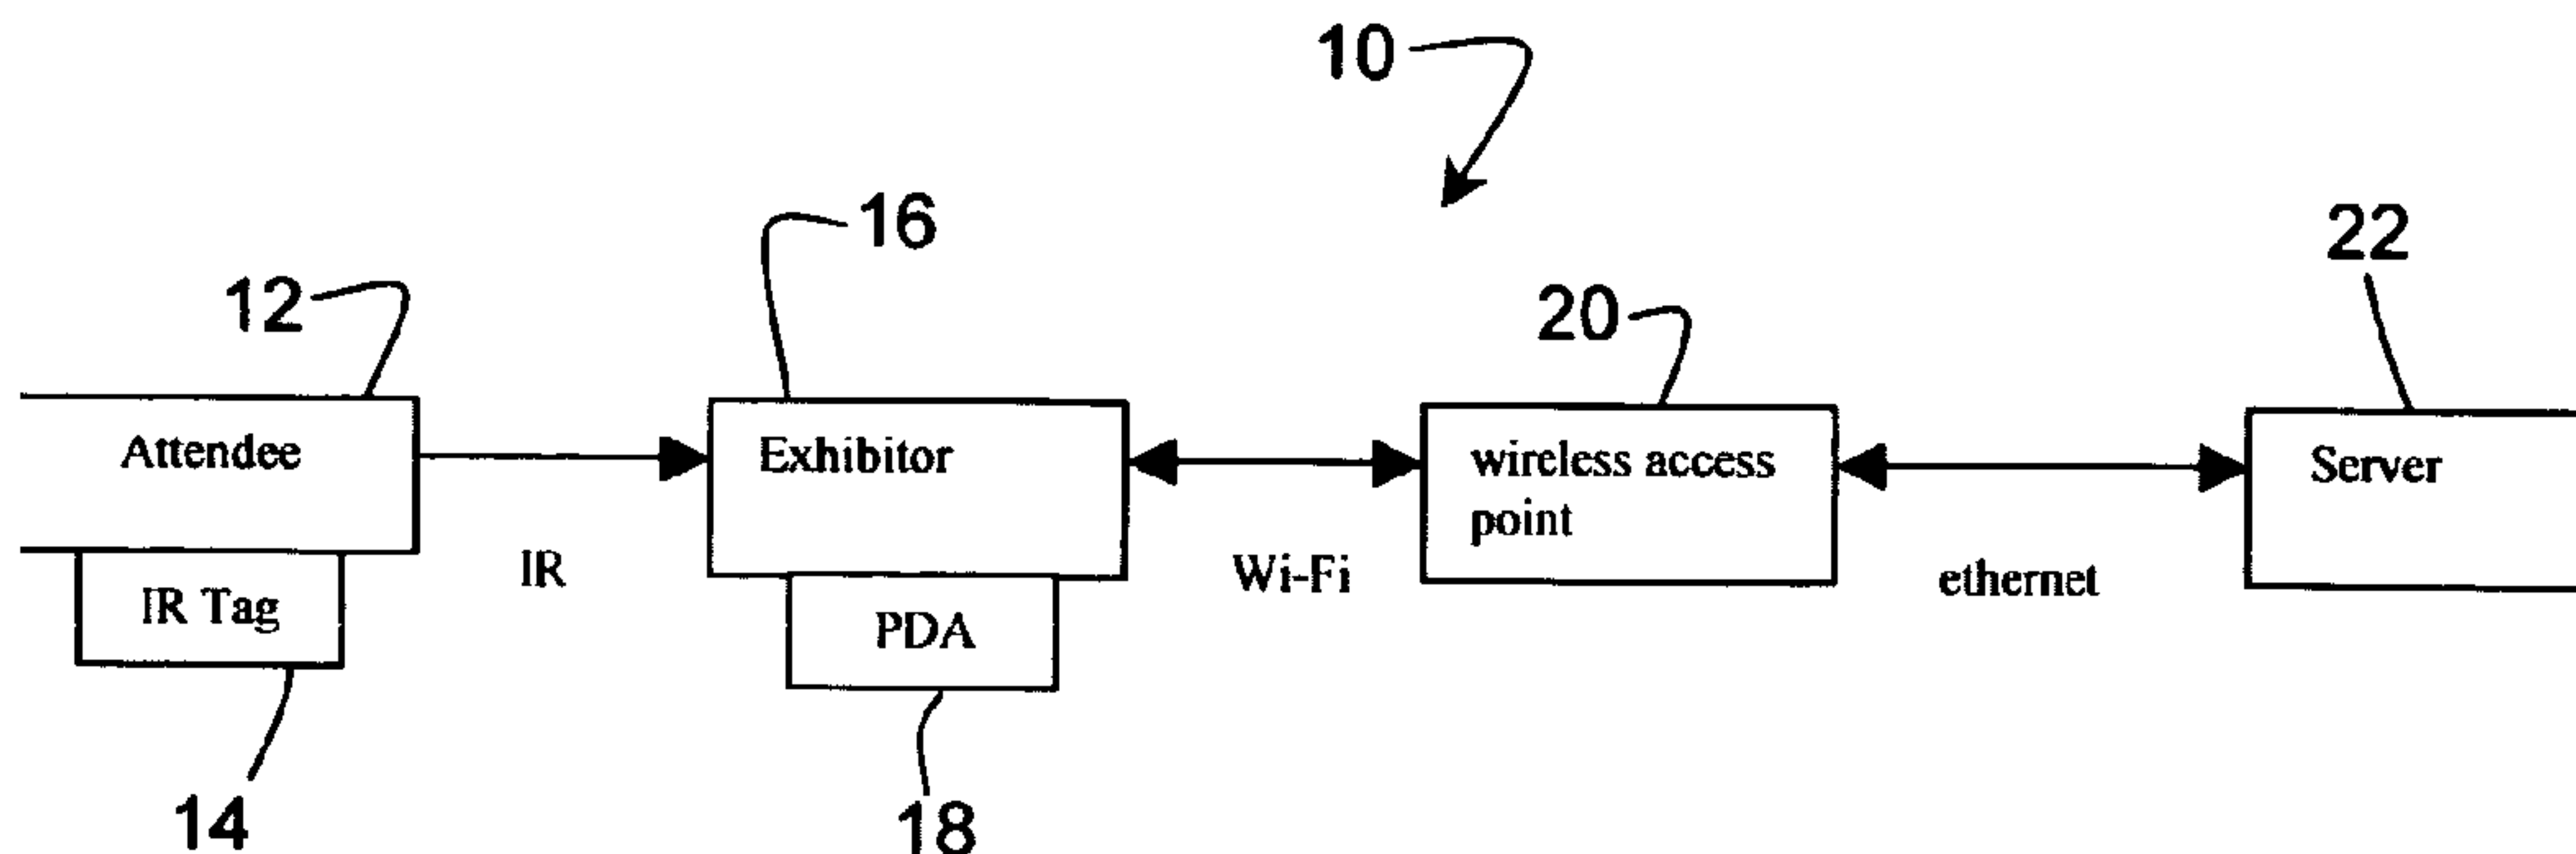 10
16
22
12
20
Attendee
Exhibitor
wireless access
point
Server
IR
Wi-Fi
ethernet
IR Tag
PDA
14
18